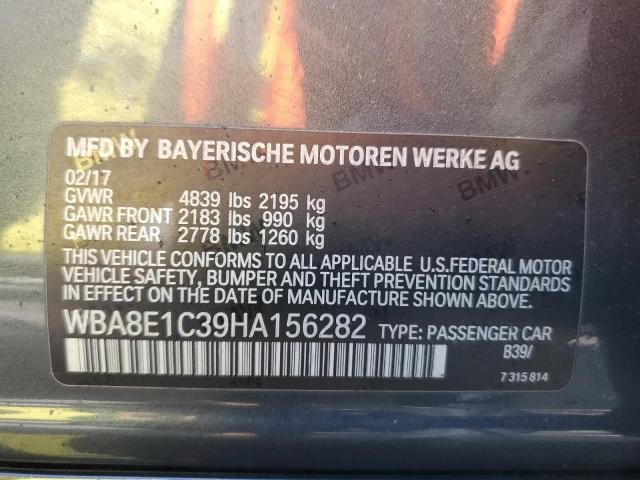 MFD BY BAYERISCHE MOTOREN WERKE AG
02/17
GVWR 4839 lbs 2195 kg
GAWR FRONT 2183 lbs 990 kg
GAWR REAR 2778 lbs 1260 kg
THIS VEHICLE CONFORMS TO ALL APPLICABLE U.S.FEDERAL MOTOR
VEHICLE SAFETY, BUMPER AND THEFT PREVENTION STANDARDS IN
EFFECT ON THE DATE OF MANUFACTURE SHOWN ABOVE.
WBA8E1C39HA156282 TYPE: PASSENGER CAR
B39/
7 315 814